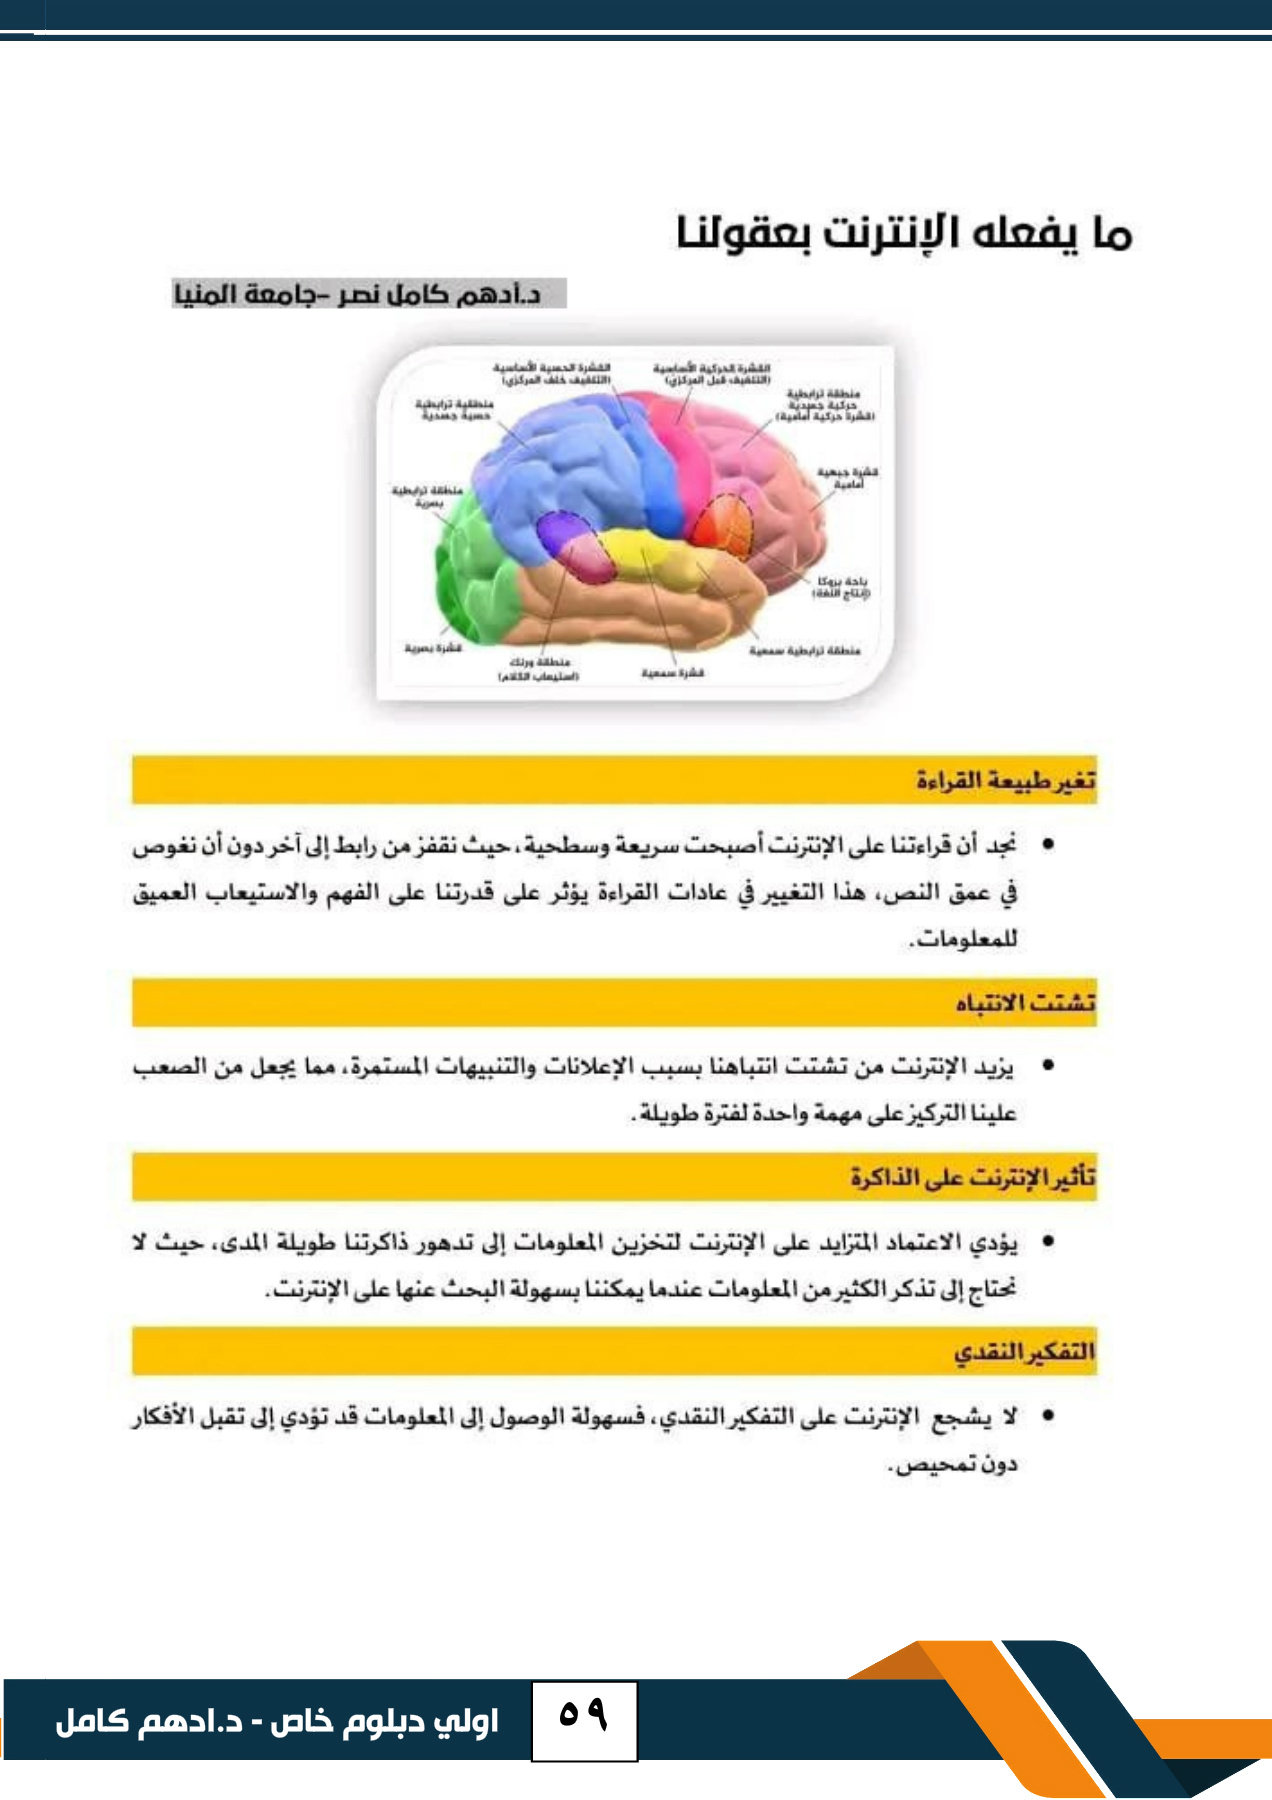 ما يفعله الإنترنت بعقولنا
د.أدهم كامل نصر –جامعة المنيا
القشرة الحركية الأساسية
(التلفيف قبل المركزي)
القشرة الحسية الأساسية
(التلفيف خلف المركزي)
منطقة ترابطية
حركية جسدية
(قشرة حركية أمامية)
منطقية ترابطية
حسية جسدية
قشرة جبهية
أمامية
منطقة ترابطية
بصرية
باحة بروكا
(إنتاج اللغة)
منطقة ترابطية سمعية
قشرة بصرية
منطقة ورنك
(استيعاب الكلام)
قشرة سمعية
تغير طبيعة القراءة
• نجد أن قراءتنا على الإنترنت أصبحت سريعة وسطحية، حيث نقفز من رابط إلى آخر دون أن نغوص
في عمق النص، هذا التغيير في عادات القراءة يؤثر على قدرتنا على الفهم والاستيعاب العميق
للمعلومات.
تشتت الانتباه
• يزيد الإنترنت من تشتت انتباهنا بسبب الإعلانات والتنبيهات المستمرة، مما يجعل من الصعب
علينا التركيز على مهمة واحدة لفترة طويلة.
تأثير الإنترنت على الذاكرة
• يؤدي الاعتماد المتزايد على الإنترنت لتخزين المعلومات إلى تدهور ذاكرتنا طويلة المدى، حيث لا
نحتاج إلى تذكر الكثير من المعلومات عندما يمكننا بسهولة البحث عنها على الإنترنت.
التفكير النقدي
• لا يشجع الإنترنت على التفكير النقدي، فسهولة الوصول إلى المعلومات قد تؤدي إلى تقبل الأفكار
دون تمحيص.
٥٩
اولي دبلوم خاص - د.ادهم كامل